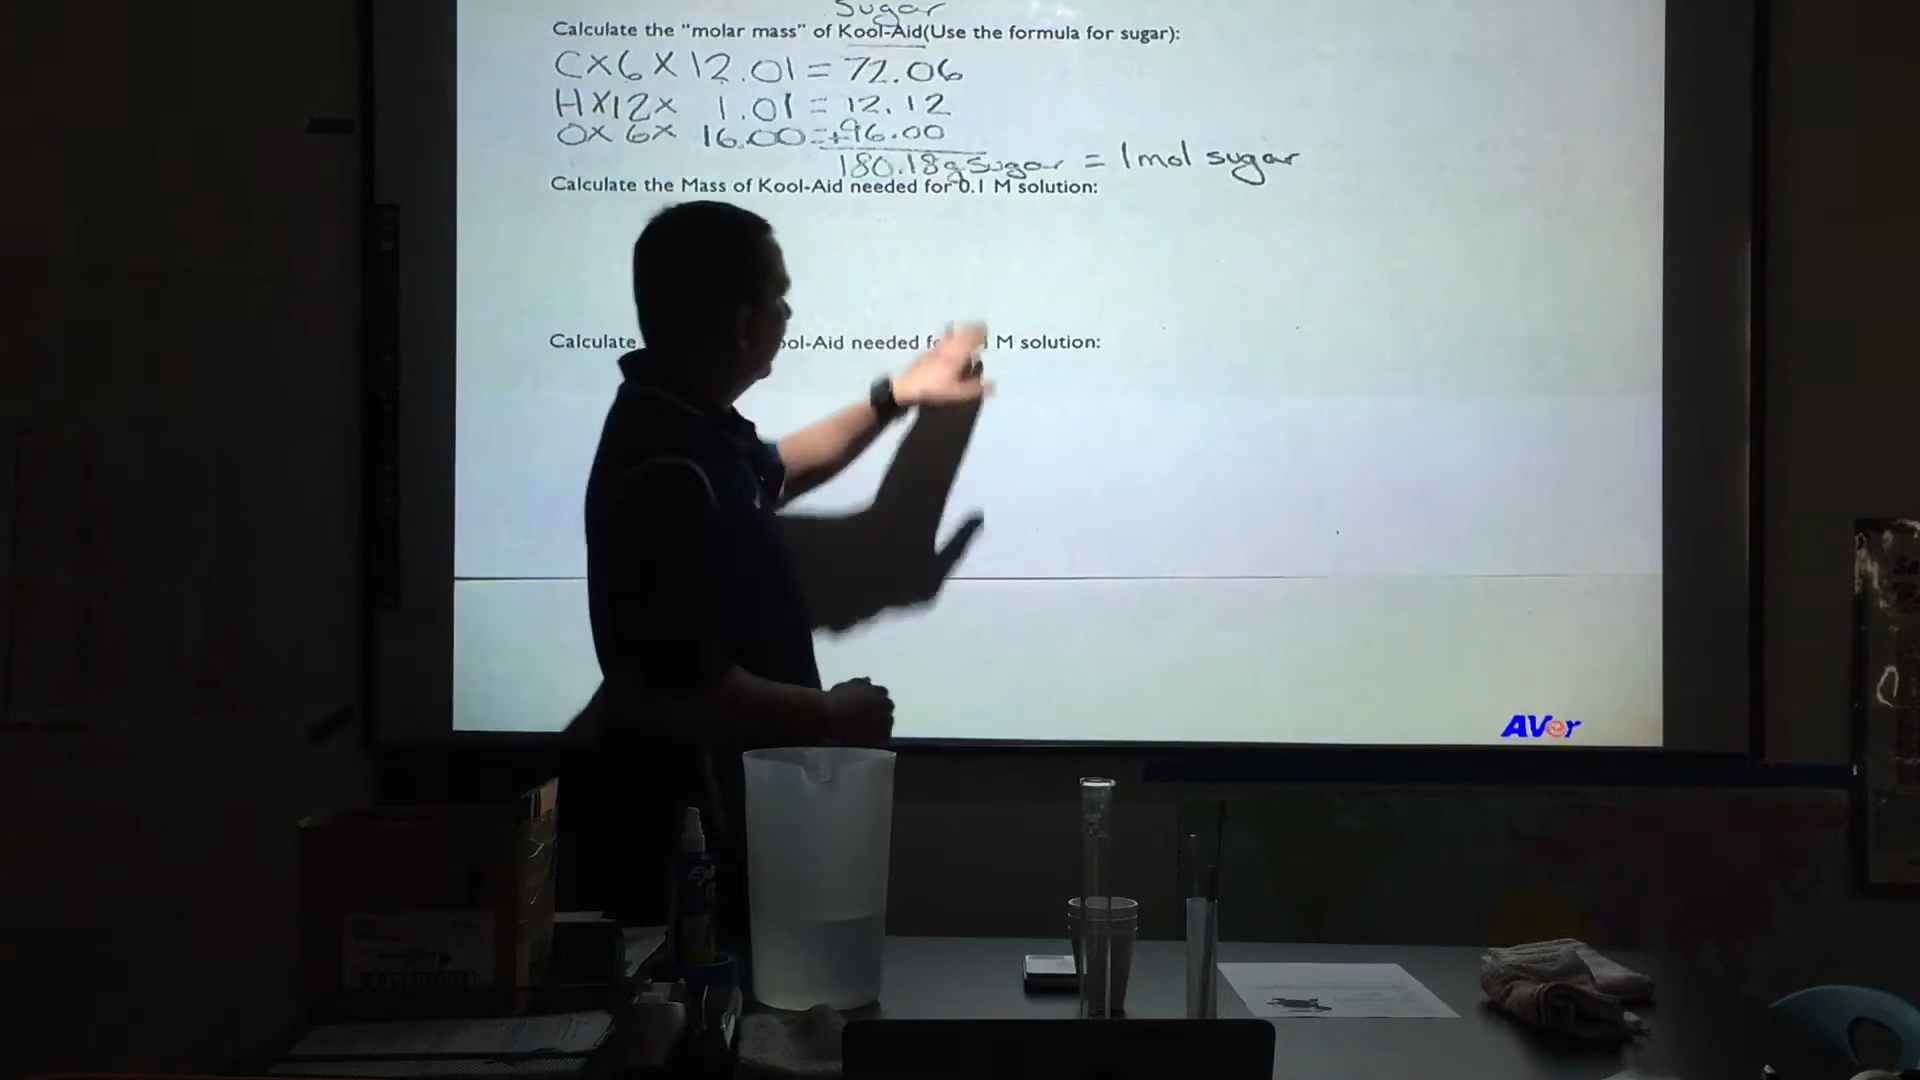 Sugar
Calculate the "molar mass" of Kool-Aid(Use the formula for sugar):
C×6×12.01=72.06
H×12× 1.01=12.12
O×6× 16.00=+96.00
180.18g Sugar = 1mol sugar
Calculate the Mass of Kool-Aid needed for 0.1 M solution:
Calculate ool-Aid needed M solution:
AVer